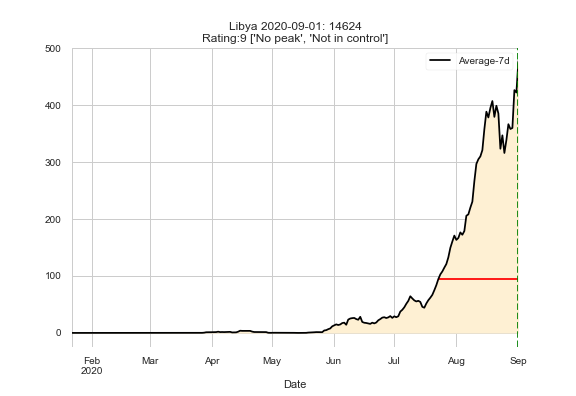 Libya 2020-09-01: 14624
Rating:9 ['No peak', 'Not in control']
Average-7d
500
400
300
200
100
0
Feb Mar Apr May Jun Jul Aug Sep
2020
Date